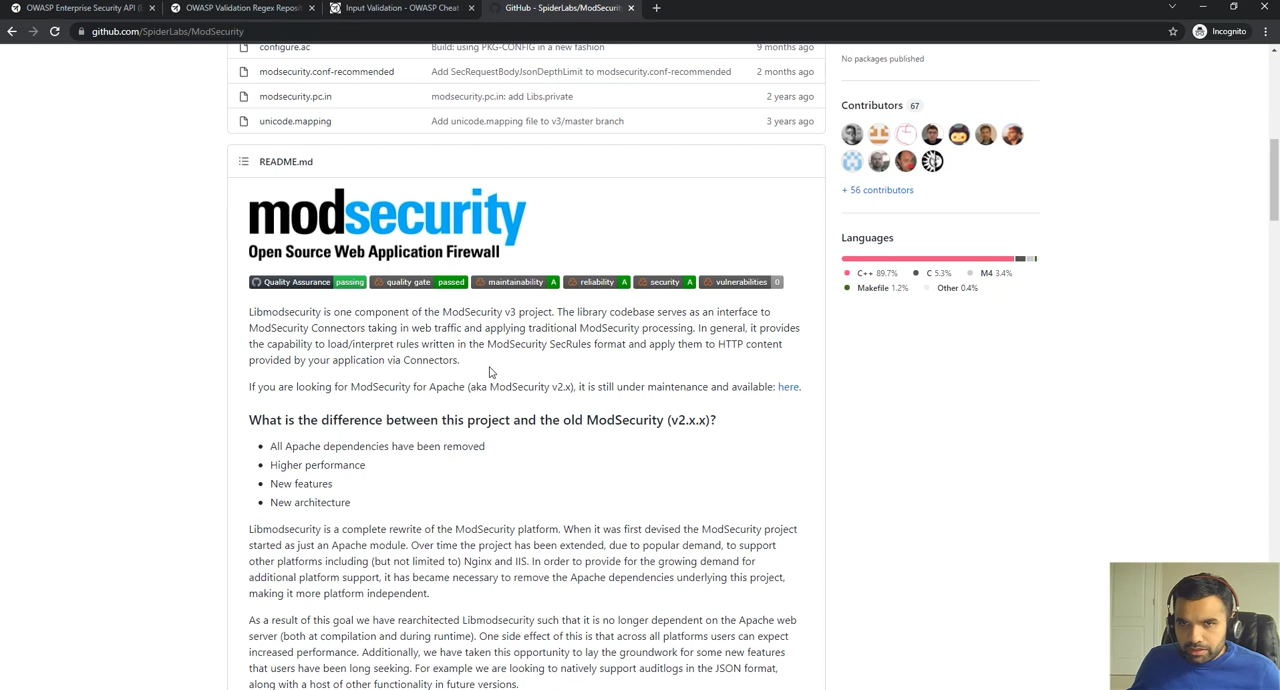 OWASP Enterprise Security API (
OWASP Validation Regex Reposi
Input Validation - OWASP Cheat
GitHub - SpiderLabs/ModSecurit
github.com/SpiderLabs/ModSecurity
Incognito
configure.ac Build: using PKG-CONFIG in a new fashion 9 months ago
modsecurity.conf-recommended Add SecRequestBodyJsonDepthLimit to modsecurity.conf-recommended 2 months ago
modsecurity.pc.in modsecurity.pc.in: add Libs.private 2 years ago
unicode.mapping Add unicode.mapping file to v3/master branch 3 years ago
README.md
modsecurity
Open Source Web Application Firewall
Quality Assurance passing quality gate passed maintainability A reliability A security A vulnerabilities 0
Libmodsecurity is one component of the ModSecurity v3 project. The library codebase serves as an interface to
ModSecurity Connectors taking in web traffic and applying traditional ModSecurity processing. In general, it provides
the capability to load/interpret rules written in the ModSecurity SecRules format and apply them to HTTP content
provided by your application via Connectors.
If you are looking for ModSecurity for Apache (aka ModSecurity v2.x), it is still under maintenance and available: here.
What is the difference between this project and the old ModSecurity (v2.x.x)?
• All Apache dependencies have been removed
• Higher performance
• New features
• New architecture
Libmodsecurity is a complete rewrite of the ModSecurity platform. When it was first devised the ModSecurity project
started as just an Apache module. Over time the project has been extended, due to popular demand, to support
other platforms including (but not limited to) Nginx and IIS. In order to provide for the growing demand for
additional platform support, it has became necessary to remove the Apache dependencies underlying this project,
making it more platform independent.
As a result of this goal we have rearchitected Libmodsecurity such that it is no longer dependent on the Apache web
server (both at compilation and during runtime). One side effect of this is that across all platforms users can expect
increased performance. Additionally, we have taken this opportunity to lay the groundwork for some new features
that users have been long seeking. For example we are looking to natively support auditlogs in the JSON format,
along with a host of other functionality in future versions.
No packages published
Contributors 67
+ 56 contributors
Languages
C++ 89.7% C 5.3% M4 3.4%
Makefile 1.2% Other 0.4%